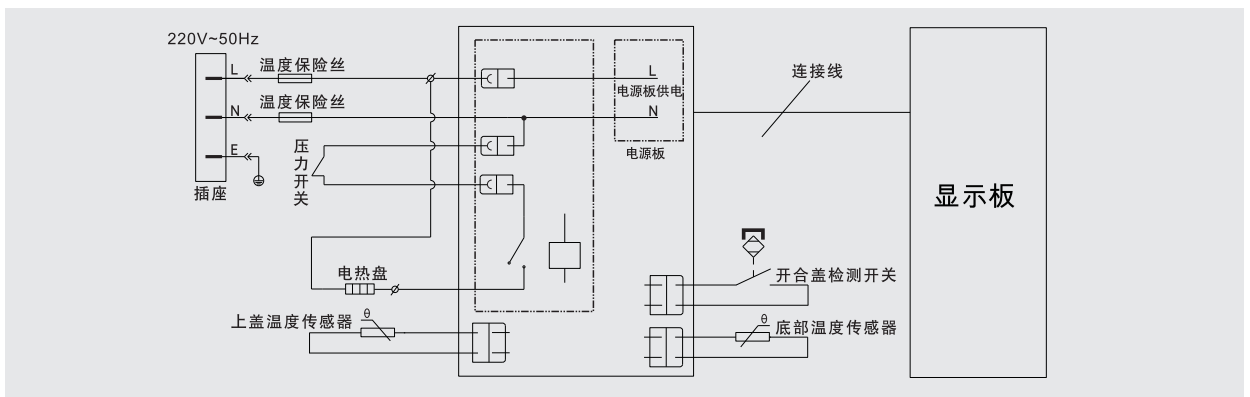 220V~50Hz
L
温度保险丝
N
温度保险丝
E
插座
压力开关
电热盘
上盖温度传感器
θ
L
电源板供电
N
电源板
连接线
显示板
开合盖检测开关
θ
底部温度传感器